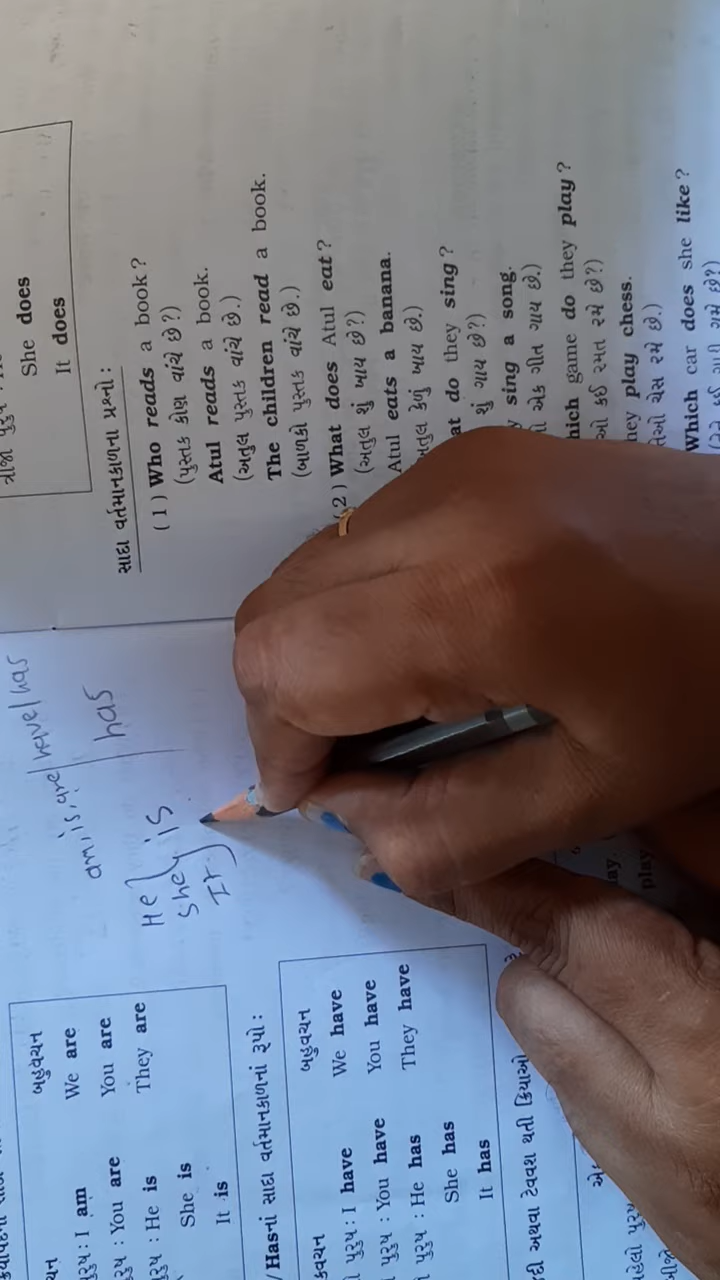 She does
It does
સાદા વર્તમાનકાળના પ્રશ્નો :
( 1 ) Who reads a book ?
(પુસ્તક કોણ વાંચે છે ?)
Atul reads a book.
(અતુલ પુસ્તક વાંચે છે.)
The children read a book.
(બાળકો પુસ્તક વાંચે છે.)
2 ) What does Atul eat ?
(અતુલ શું ખાય છે ?)
Atul eats a banana.
કેળું ખાય છે.)
do they sing ?
શું ગાય છે ?)
sing a song.
એક ગીત ગાય છે.)
game do they play ?
કઈ રમત રમે છે ?)
play chess.
ચેસ રમે છે.)
Which car does she like ?
am, is, are / have / has
He
She is has
It
બહુવચન
I am We are
You are You are
He is They are
She is
It is
/ Hasનાં સાદા વર્તમાનકાળનાં રૂપો :
બહુવચન
પુરુષ : I have We have
પુરુષ : You have You have
પુરુષ : He has They have
She has
It has
અથવા ટેવવશ થતી ક્રિયાઓ
play